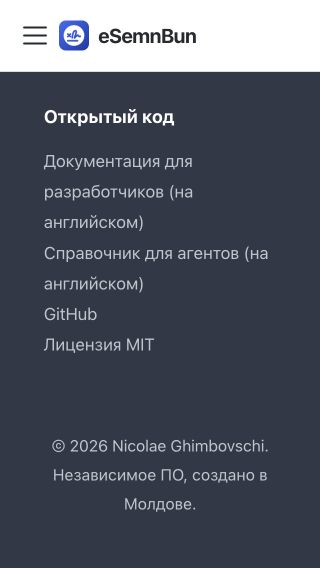 eSemnBun
Открытый код
Документация для
разработчиков (на
английском)
Справочник для агентов (на
английском)
GitHub
Лицензия MIT
© 2026 Nicolae Ghimbovschi.
Независимое ПО, создано в
Молдове.